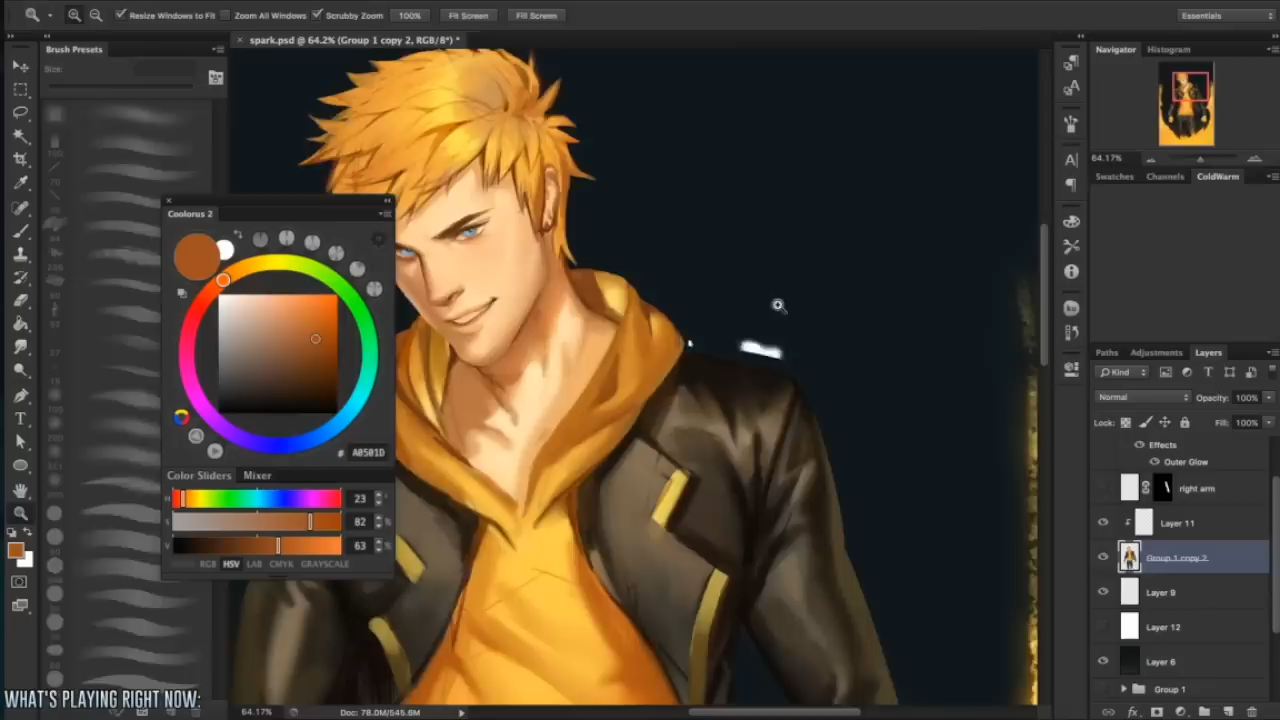 Resize Windows to Fit Zoom All Windows Scrubby Zoom 100% Fit Screen Fill Screen Essentials
Brush Presets
Size:
× spark.psd @ 64.2% (Group 1 copy 2, RGB/8*) *
Navigator Histogram
64.17%
Swatches Channels ColdWarm
Coolorus 2
# A0501D
Color Sliders Mixer
H 23 °
S 82 %
V 63 %
RGB HSV LAB CMYK GRAYSCALE
Paths Adjustments Layers
Kind
Normal Opacity: 100%
Lock: Fill: 100%
Effects
Outer Glow
right arm
Layer 11
Group 1 copy 2
Layer 9
Layer 12
Layer 6
Group 1
WHAT'S PLAYING RIGHT NOW:
64.17% Doc: 78.0M/545.6M